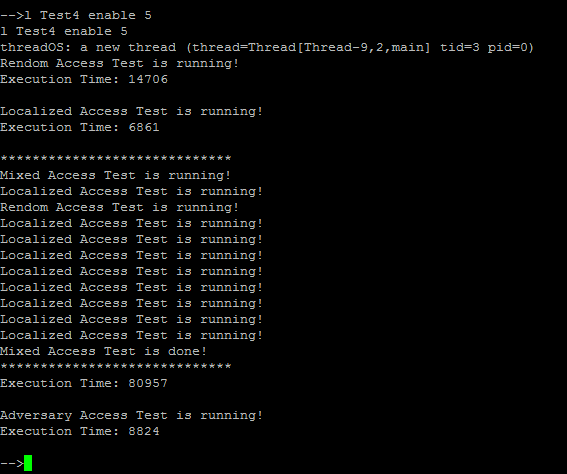 -->l Test4 enable 5
l Test4 enable 5
threadOS: a new thread (thread=Thread[Thread-9,2,main] tid=3 pid=0)
Rendom Access Test is running!
Execution Time: 14706
Localized Access Test is running!
Execution Time: 6861
*****************************
Mixed Access Test is running!
Localized Access Test is running!
Rendom Access Test is running!
Localized Access Test is running!
Localized Access Test is running!
Localized Access Test is running!
Localized Access Test is running!
Localized Access Test is running!
Localized Access Test is running!
Localized Access Test is running!
Localized Access Test is running!
Mixed Access Test is done!
*****************************
Execution Time: 80957
Adversary Access Test is running!
Execution Time: 8824
-->